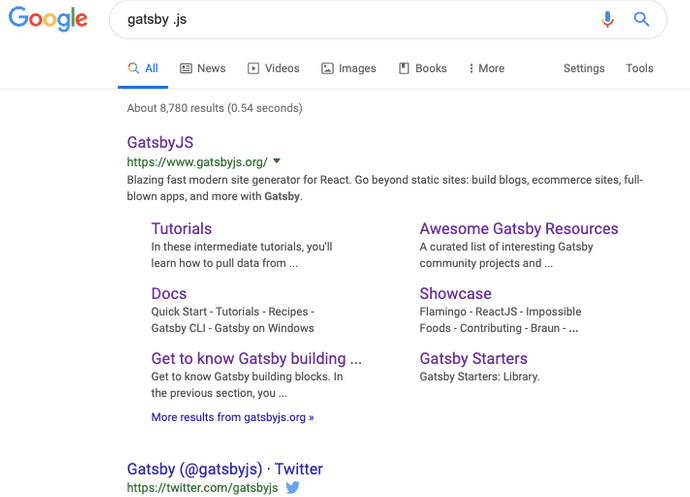 Google
gatsby .js
All News Videos Images Books More Settings Tools
About 8,780 results (0.54 seconds)
GatsbyJS
https://www.gatsbyjs.org/
Blazing fast modern site generator for React. Go beyond static sites: build blogs, ecommerce sites, full-
blown apps, and more with Gatsby.
Tutorials
In these intermediate tutorials, you'll
learn how to pull data from ...
Awesome Gatsby Resources
A curated list of interesting Gatsby
community projects and ...
Docs
Quick Start - Tutorials - Recipes -
Gatsby CLI - Gatsby on Windows
Showcase
Flamingo - ReactJS - Impossible
Foods - Contributing - Braun - ...
Get to know Gatsby building ...
Get to know Gatsby building blocks. In
the previous section, you ...
Gatsby Starters
Gatsby Starters: Library.
More results from gatsbyjs.org »
Gatsby (@gatsbyjs) · Twitter
https://twitter.com/gatsbyjs